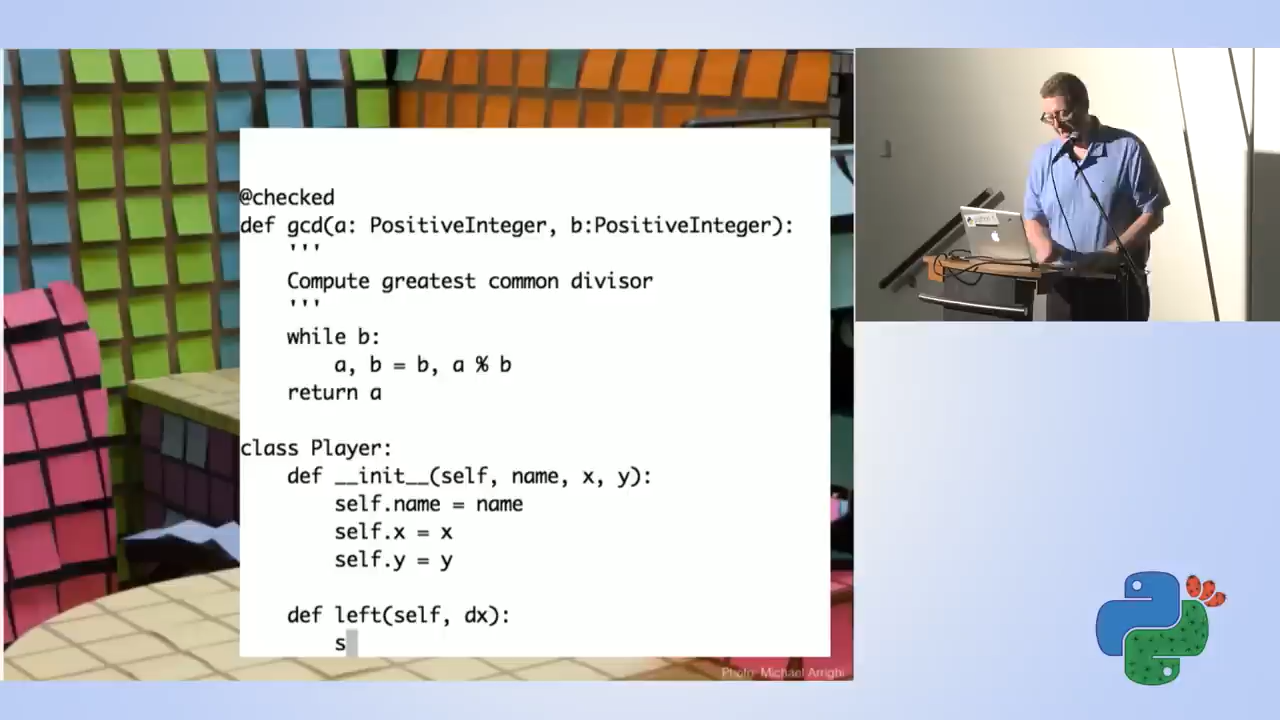 @checked
def gcd(a: PositiveInteger, b:PositiveInteger):
    '''
    Compute greatest common divisor
    '''
    while b:
        a, b = b, a % b
    return a

class Player:
    def __init__(self, name, x, y):
        self.name = name
        self.x = x
        self.y = y

    def left(self, dx):
        s
Photo: Michael Arrighi